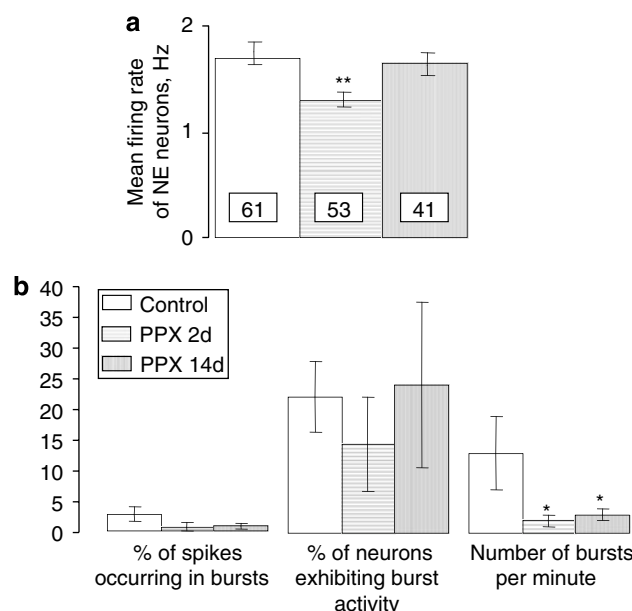 a
2
1
0
Mean firing rate
of NE neurons, Hz
**
61
53
41
b
40
35
30
25
20
15
10
5
0
Control
PPX 2d
PPX 14d
*
*
% of spikes
occurring in bursts
% of neurons
exhibiting burst
activity
Number of bursts
per minute